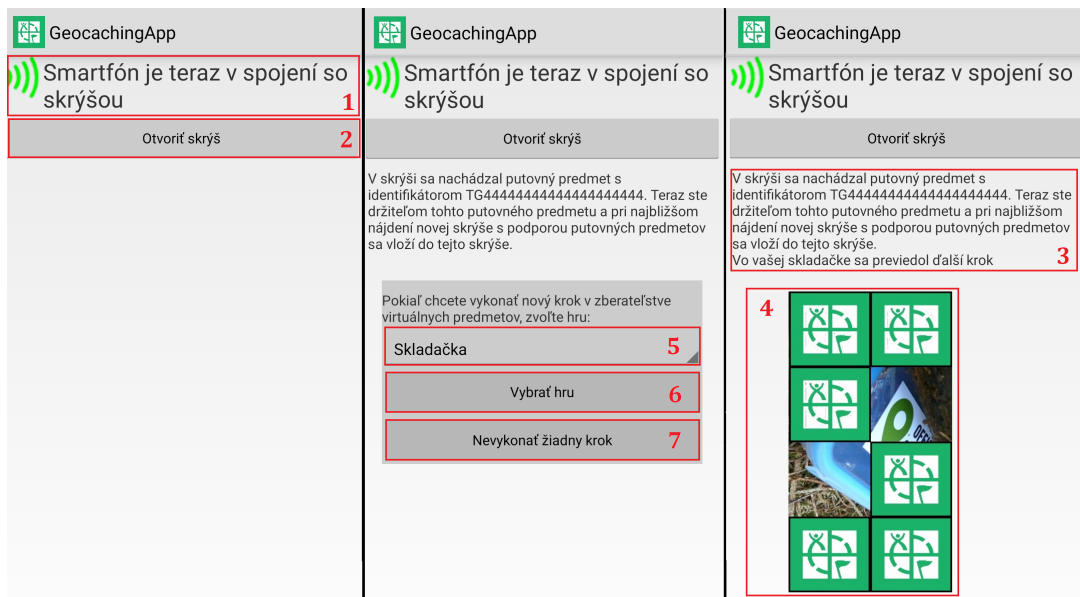 GeocachingApp
Smartfón je teraz v spojení so
skrýšou
1
Otvoriť skrýš
2
GeocachingApp
Smartfón je teraz v spojení so
skrýšou
Otvoriť skrýš
V skrýši sa nachádzal putovný predmet s
identifikátorom TG44444444444444444444. Teraz ste
držiteľom tohto putovného predmetu a pri najbližšom
nájdení novej skrýše s podporou putovných predmetov
sa vloží do tejto skrýše.
Pokiaľ chcete vykonať nový krok v zberateľstve
virtuálnych predmetov, zvoľte hru:
Skladačka
5
Vybrať hru
6
Nevykonať žiadny krok
7
GeocachingApp
Smartfón je teraz v spojení so
skrýšou
Otvoriť skrýš
V skrýši sa nachádzal putovný predmet s
identifikátorom TG44444444444444444444. Teraz ste
držiteľom tohto putovného predmetu a pri najbližšom
nájdení novej skrýše s podporou putovných predmetov
sa vloží do tejto skrýše.
Vo vašej skladačke sa previedol ďalší krok
3
4